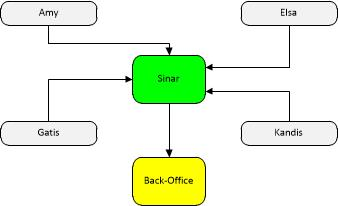 Amy
Elsa
Sinar
Gatis
Kandis
Back-Office